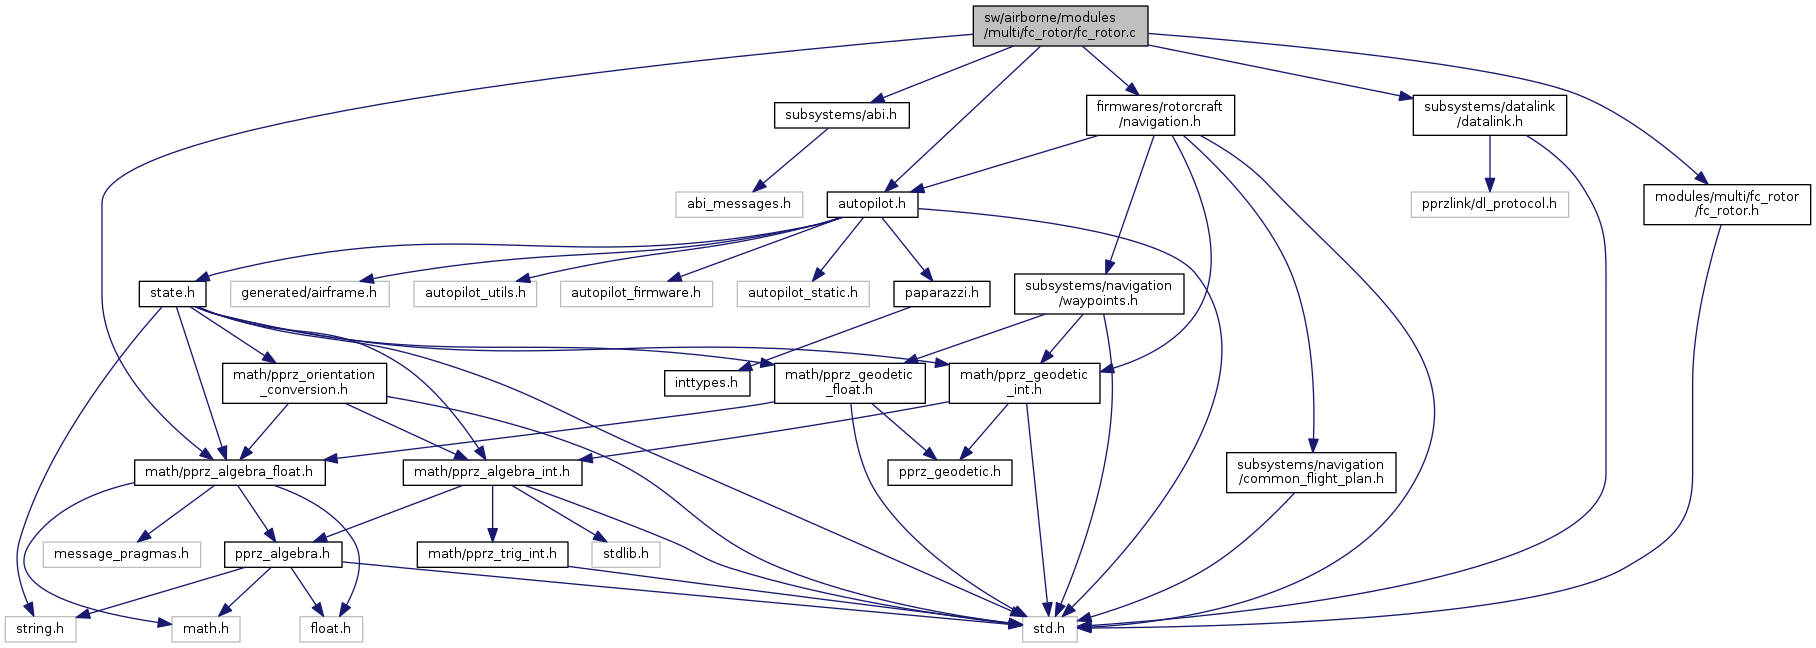 sw/airborne/modules
/multi/fc_rotor/fc_rotor.c
subsystems/abi.h
firmwares/rotorcraft
/navigation.h
subsystems/datalink
/datalink.h
abi_messages.h
autopilot.h
pprzlink/dl_protocol.h
modules/multi/fc_rotor
/fc_rotor.h
state.h
generated/airframe.h
autopilot_utils.h
autopilot_firmware.h
autopilot_static.h
paparazzi.h
subsystems/navigation
/waypoints.h
math/pprz_orientation
_conversion.h
inttypes.h
math/pprz_geodetic
_float.h
math/pprz_geodetic
_int.h
math/pprz_algebra_float.h
math/pprz_algebra_int.h
pprz_geodetic.h
subsystems/navigation
/common_flight_plan.h
message_pragmas.h
pprz_algebra.h
math/pprz_trig_int.h
stdlib.h
string.h
math.h
float.h
std.h